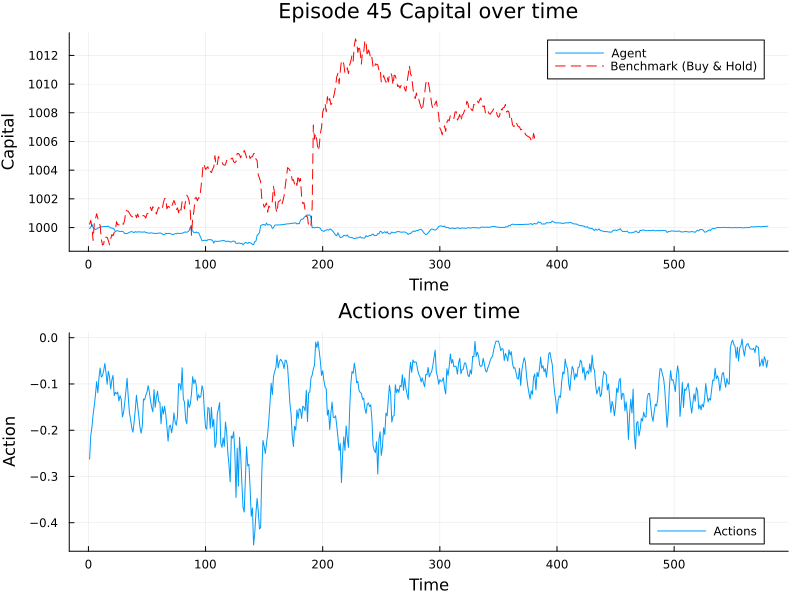 Episode 45 Capital over time
Agent
Benchmark (Buy & Hold)
Capital
1012
1010
1008
1006
1004
1002
1000
0 100 200 300 400 500
Time
Actions over time
Action
0.0
−0.1
−0.2
−0.3
−0.4
Actions
0 100 200 300 400 500
Time